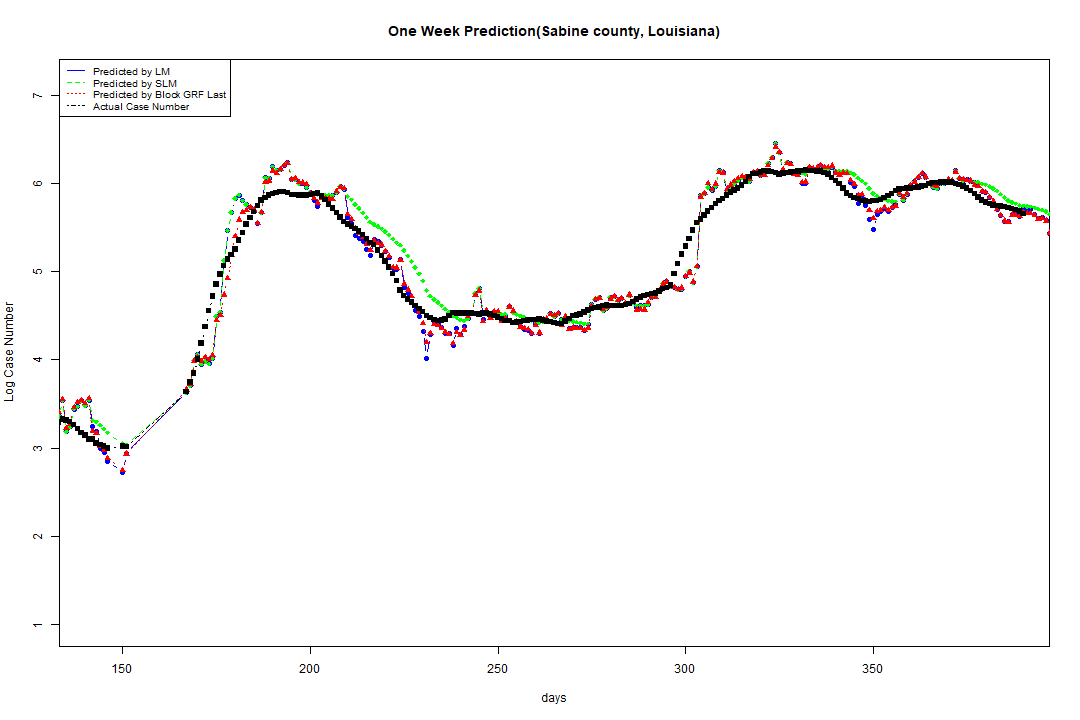 One Week Prediction(Sabine county, Louisiana)
Predicted by LM
Predicted by SLM
Predicted by Block GRF Last
Actual Case Number
7
6
5
4
3
2
1
Log Case Number
150 200 250 300 350
days